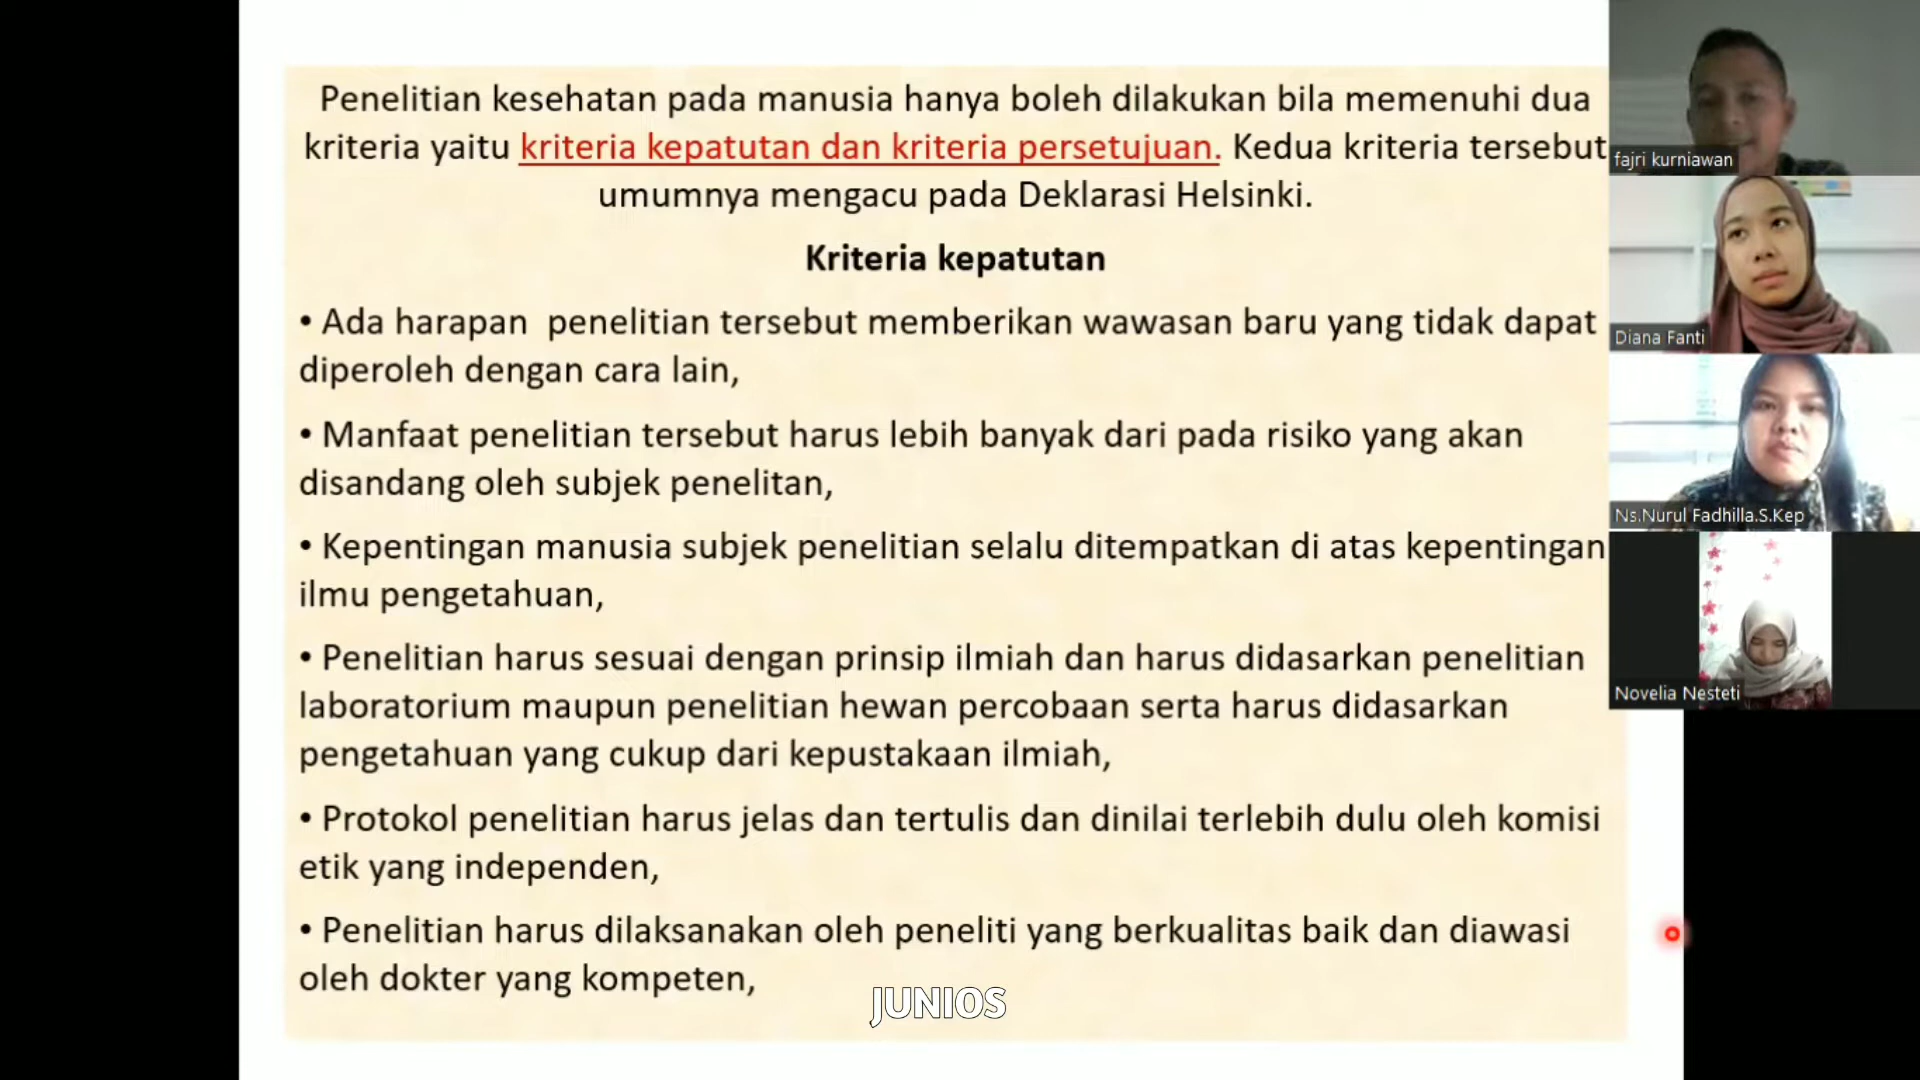 Penelitian kesehatan pada manusia hanya boleh dilakukan bila memenuhi dua
kriteria yaitu kriteria kepatutan dan kriteria persetujuan. Kedua kriteria tersebut
umumnya mengacu pada Deklarasi Helsinki.
Kriteria kepatutan
• Ada harapan penelitian tersebut memberikan wawasan baru yang tidak dapat
diperoleh dengan cara lain,
• Manfaat penelitian tersebut harus lebih banyak dari pada risiko yang akan
disandang oleh subjek penelitan,
• Kepentingan manusia subjek penelitian selalu ditempatkan di atas kepentingan
ilmu pengetahuan,
• Penelitian harus sesuai dengan prinsip ilmiah dan harus didasarkan penelitian
laboratorium maupun penelitian hewan percobaan serta harus didasarkan
pengetahuan yang cukup dari kepustakaan ilmiah,
• Protokol penelitian harus jelas dan tertulis dan dinilai terlebih dulu oleh komisi
etik yang independen,
• Penelitian harus dilaksanakan oleh peneliti yang berkualitas baik dan diawasi
oleh dokter yang kompeten,
JUNIOS
fajri kurniawan
Diana Fanti
Ns.Nurul Fadhilla.S.Kep
Novelia Nesteti